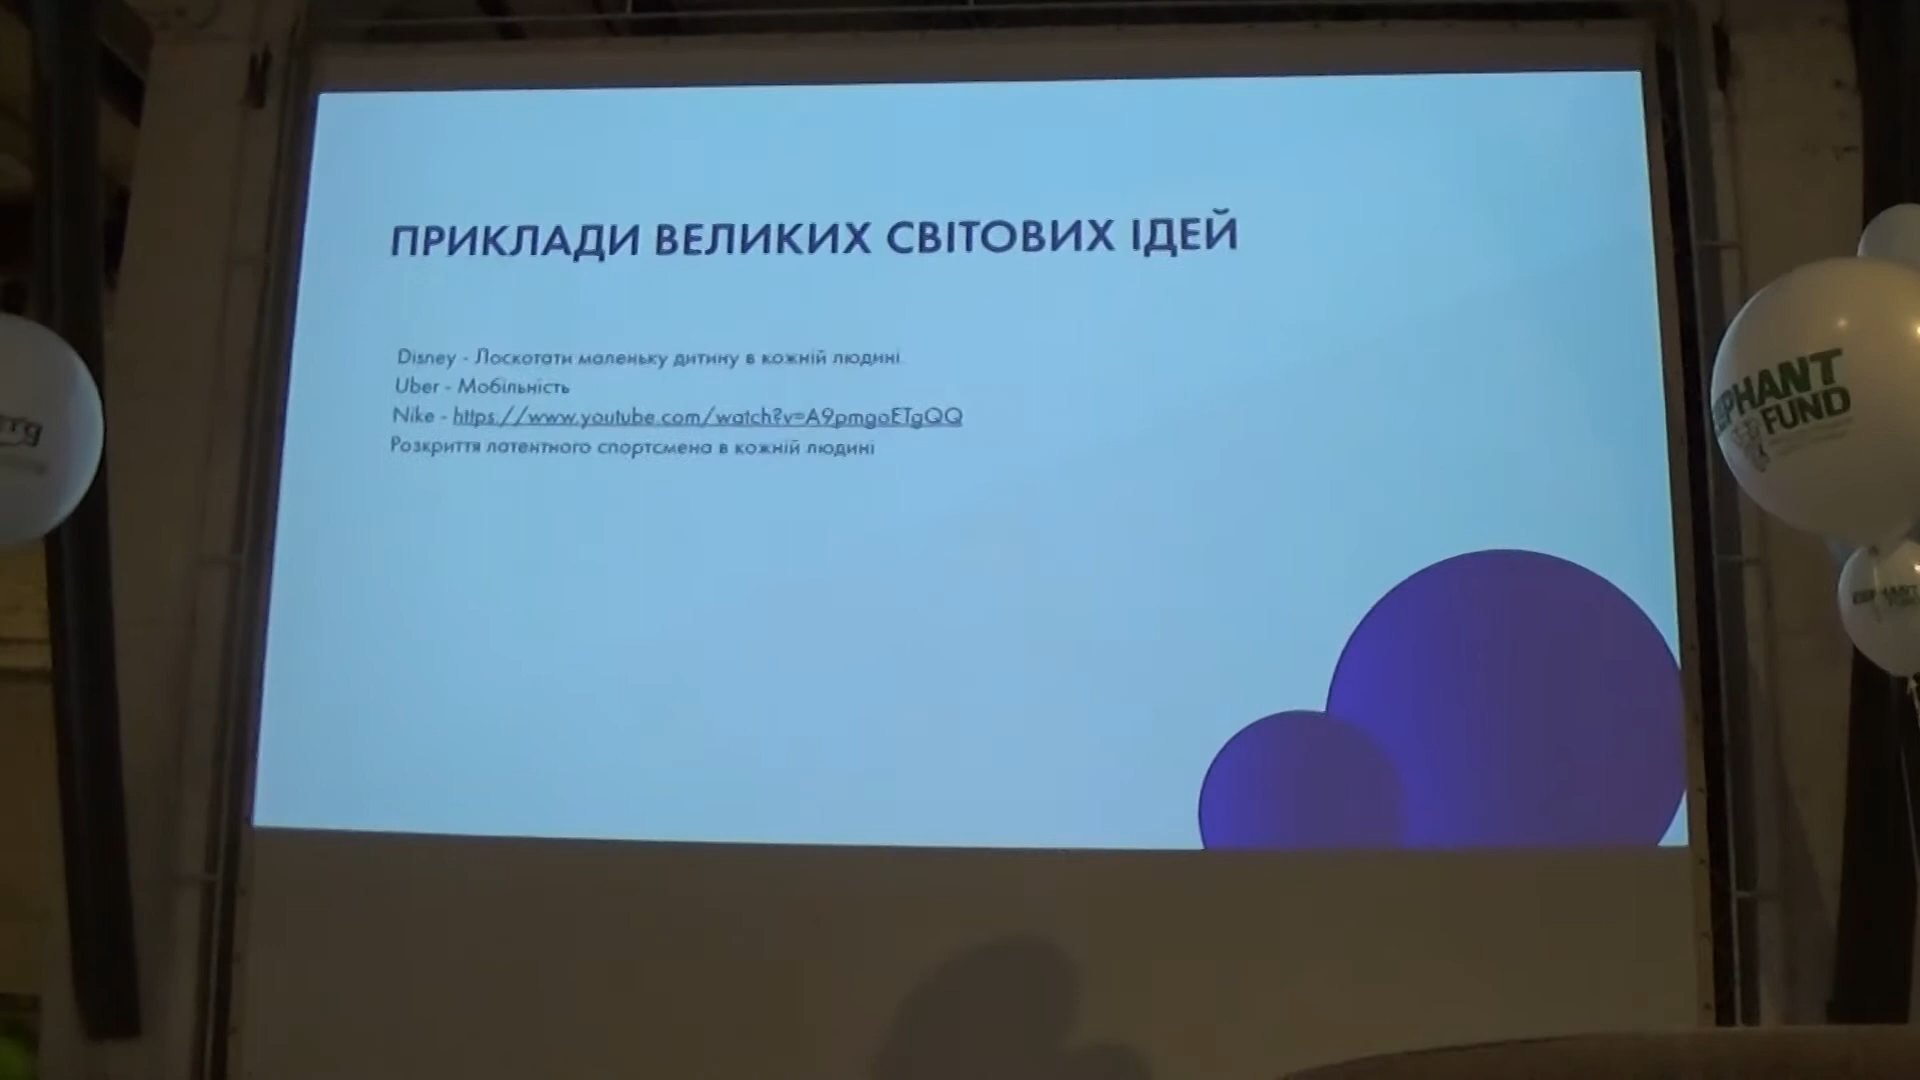 ПРИКЛАДИ ВЕЛИКИХ СВІТОВИХ ІДЕЙ
Disney - Лоскотати маленьку дитину в кожній людині.
Uber - Мобільність
Nike - https://www.youtube.com/watch?v=A9pmgoETgQQ
Розкриття латентного спортсмена в кожній людині
FUND